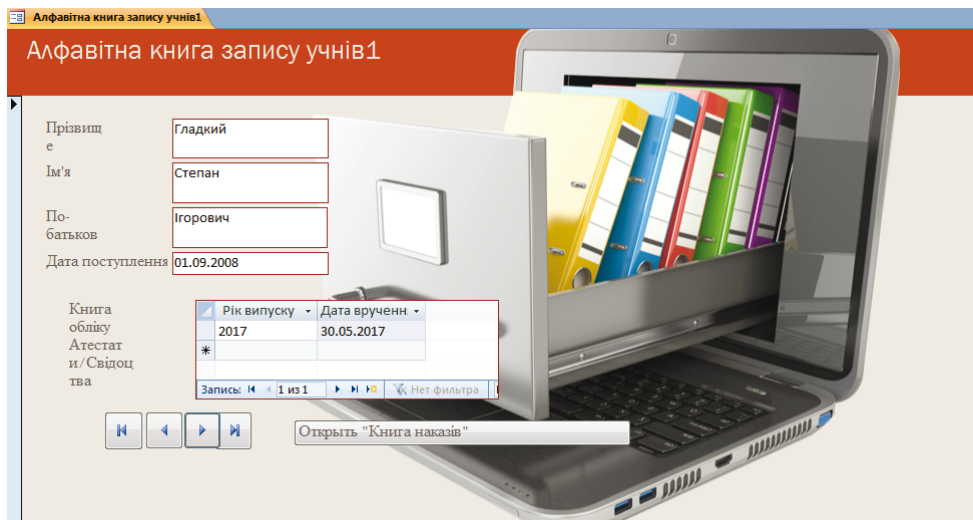 Алфавітна книга запису учнів1
Алфавітна книга запису учнів1
Прізвищ
е
Гладкий
Ім'я
Степан
По-
батьков
Ігорович
Дата поступлення
01.09.2008
Книга
обліку
Атестат
и/Свідоц
тва
Рік випуску Дата врученн
2017 30.05.2017
Запись: 1 из 1 Нет фильтра
Открыть "Книга наказів"